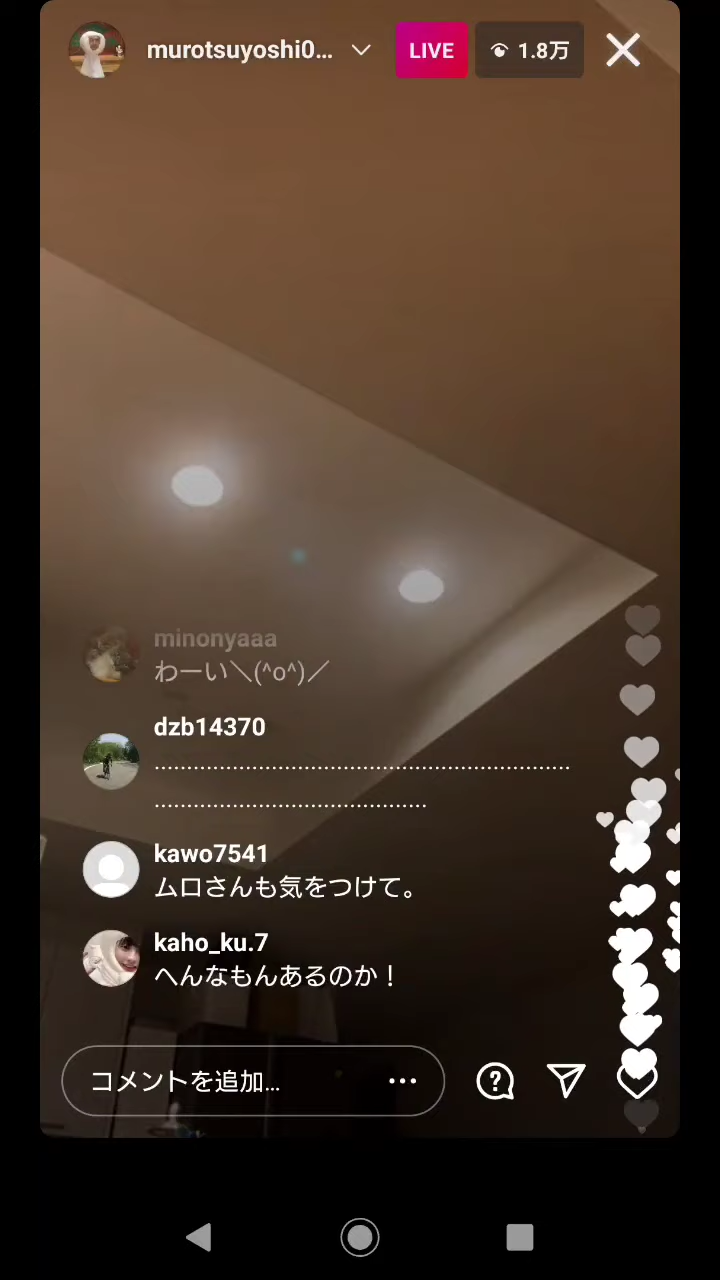 murotsuyoshi0...
LIVE
1.8万
minonyaaa
わーい＼(^o^)／
dzb14370
......................................................................
..............................................
kawo7541
ムロさんも気をつけて。
kaho_ku.7
へんなもんあるのか！
コメントを追加...